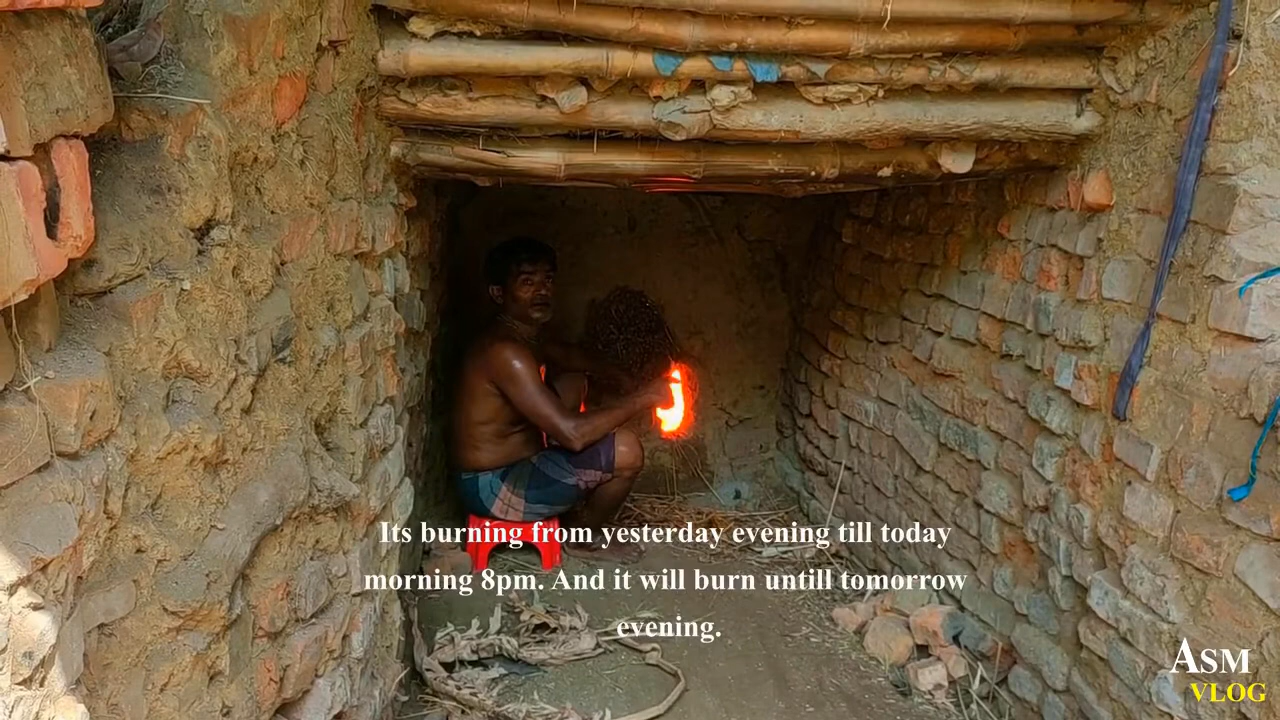 Its burning from yesterday evening till today
morning 8pm. And it will burn untill tomorrow
evening.
ASM
VLOG